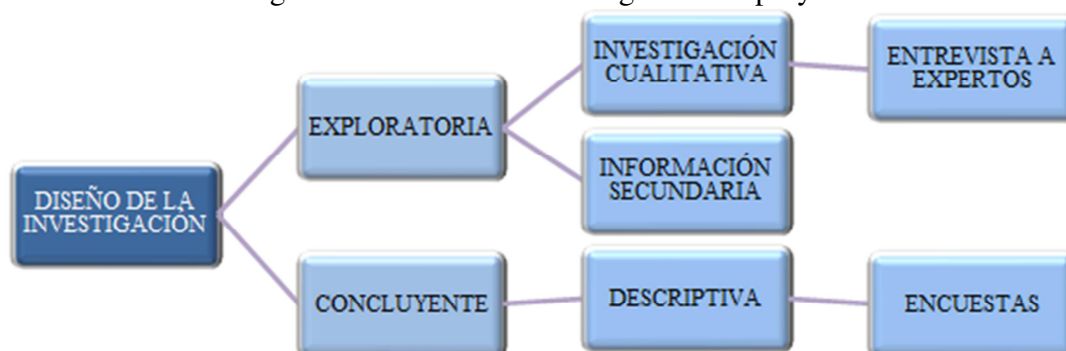 DISEÑO DE LA
INVESTIGACIÓN
EXPLORATORIA
INVESTIGACIÓN
CUALITATIVA
ENTREVISTA A
EXPERTOS
INFORMACIÓN
SECUNDARIA
CONCLUYENTE
DESCRIPTIVA
ENCUESTAS